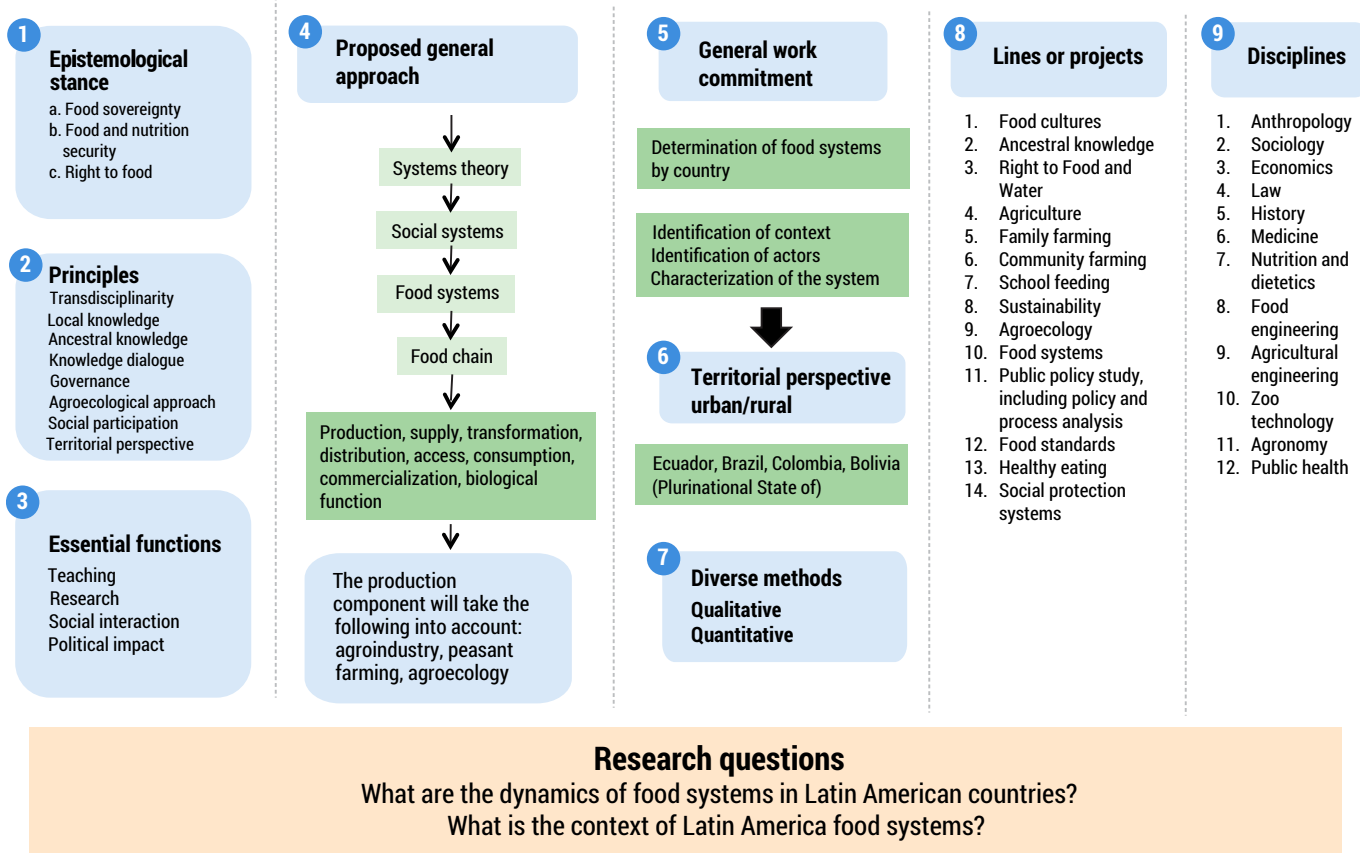 1
Epistemological
stance
a. Food sovereignty
b. Food and nutrition
security
c. Right to food
2
Principles
Transdisciplinarity
Local knowledge
Ancestral knowledge
Knowledge dialogue
Governance
Agroecological approach
Social participation
Territorial perspective
3
Essential functions
Teaching
Research
Social interaction
Political impact
4
Proposed general
approach
Systems theory
Social systems
Food systems
Food chain
Production, supply, transformation,
distribution, access, consumption,
commercialization, biological
function
The production
component will take the
following into account:
agroindustry, peasant
farming, agroecology
5
General work
commitment
Determination of food systems
by country
Identification of context
Identification of actors
Characterization of the system
6
Territorial perspective
urban/rural
Ecuador, Brazil, Colombia, Bolivia
(Plurinational State of)
7
Diverse methods
Qualitative
Quantitative
8
Lines or projects
1. Food cultures
2. Ancestral knowledge
3. Right to Food and
Water
4. Agriculture
5. Family farming
6. Community farming
7. School feeding
8. Sustainability
9. Agroecology
10. Food systems
11. Public policy study,
including policy and
process analysis
12. Food standards
13. Healthy eating
14. Social protection
systems
9
Disciplines
1. Anthropology
2. Sociology
3. Economics
4. Law
5. History
6. Medicine
7. Nutrition and
dietetics
8. Food
engineering
9. Agricultural
engineering
10. Zoo
technology
11. Agronomy
12. Public health
Research questions
What are the dynamics of food systems in Latin American countries?
What is the context of Latin America food systems?